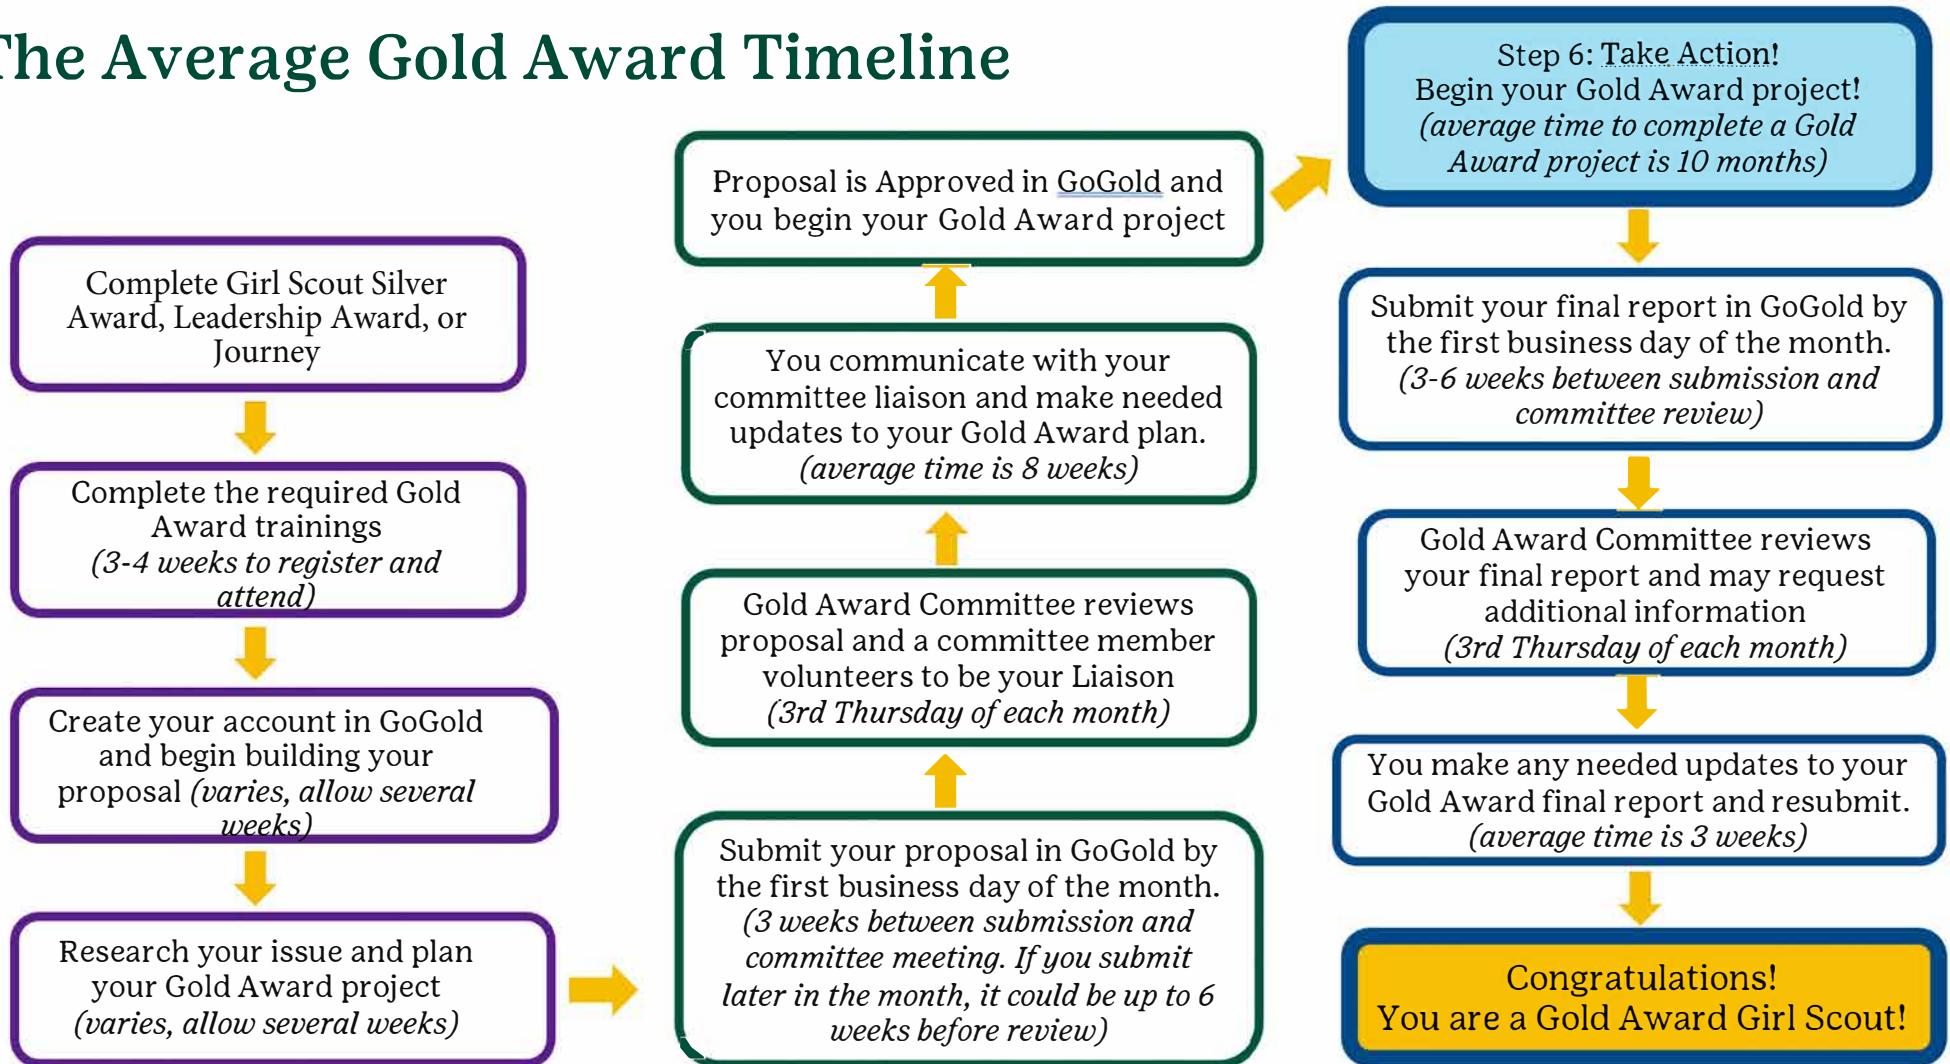 The Average Gold Award Timeline
Complete Girl Scout Silver
Award, Leadership Award, or
Journey
Complete the required Gold
Award trainings
(3-4 weeks to register and
attend)
Create your account in GoGold
and begin building your
proposal (varies, allow several
weeks)
Research your issue and plan
your Gold Award project
(varies, allow several weeks)
Submit your proposal in GoGold by
the first business day of the month.
(3 weeks between submission and
committee meeting. If you submit
later in the month, it could be up to 6
weeks before review)
Gold Award Committee reviews
proposal and a committee member
volunteers to be your Liaison
(3rd Thursday of each month)
You communicate with your
committee liaison and make needed
updates to your Gold Award plan.
(average time is 8 weeks)
Proposal is Approved in GoGold and
you begin your Gold Award project
Step 6: Take Action!
Begin your Gold Award project!
(average time to complete a Gold
Award project is 10 months)
Submit your final report in GoGold by
the first business day of the month.
(3-6 weeks between submission and
committee review)
Gold Award Committee reviews
your final report and may request
additional information
(3rd Thursday of each month)
You make any needed updates to your
Gold Award final report and resubmit.
(average time is 3 weeks)
Congratulations!
You are a Gold Award Girl Scout!